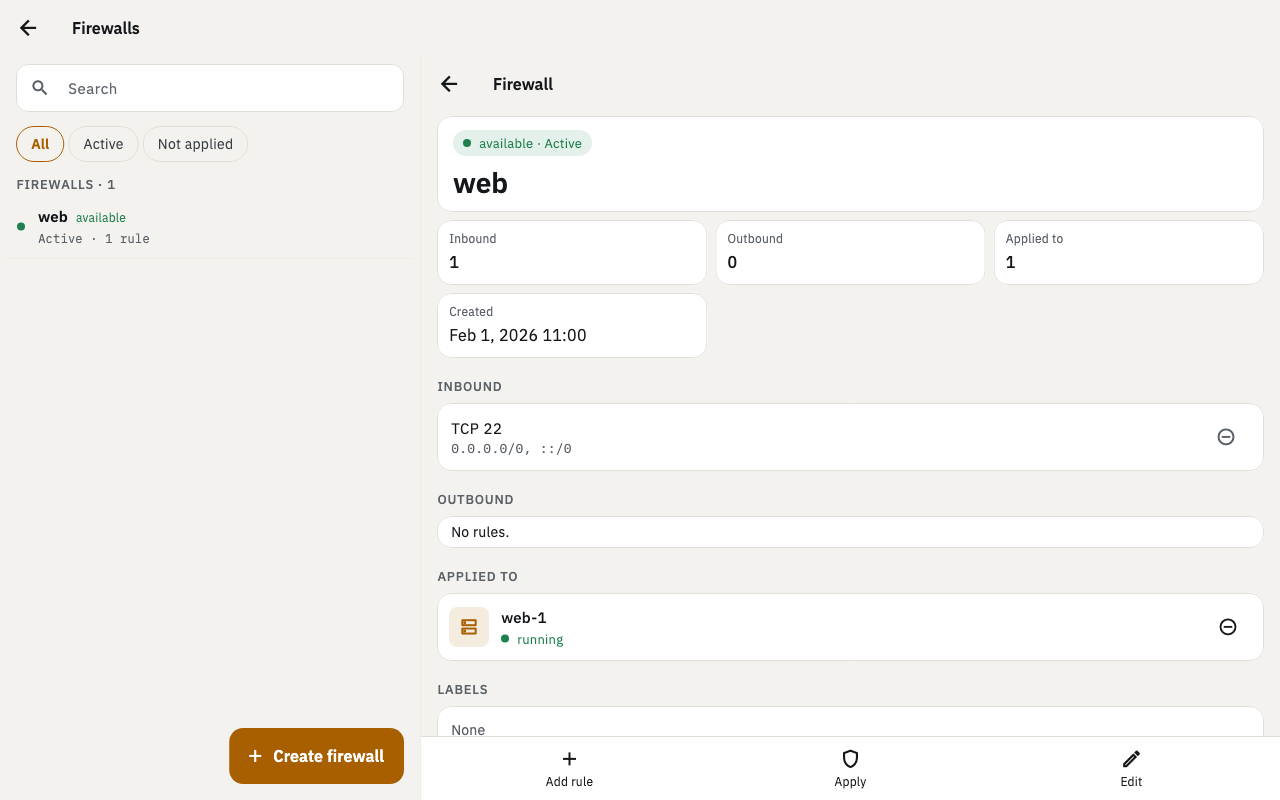 Firewalls
Search
All
Active
Not applied
FIREWALLS · 1
web available
Active · 1 rule
Create firewall
Firewall
available · Active
web
Inbound
1
Outbound
0
Applied to
1
Created
Feb 1, 2026 11:00
INBOUND
TCP 22
0.0.0.0/0, ::/0
OUTBOUND
No rules.
APPLIED TO
web-1
running
LABELS
None
Add rule
Apply
Edit